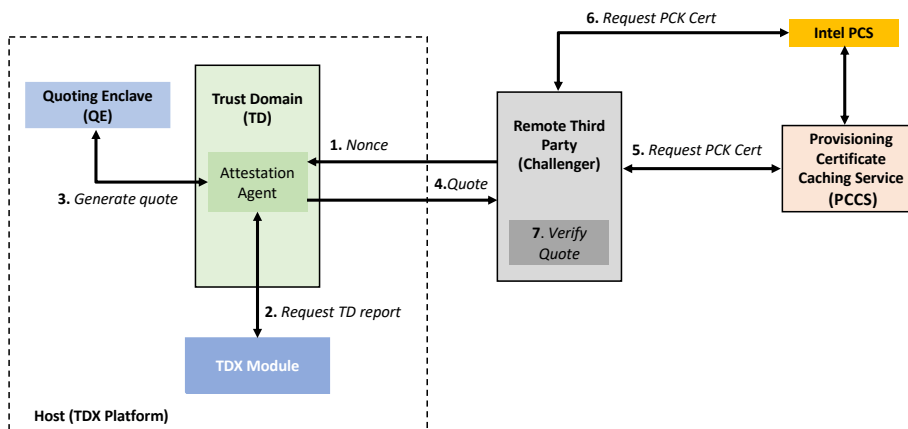 6. Request PCK Cert
Intel PCS
Quoting Enclave
(QE)
Trust Domain
(TD)
Remote Third
Party
(Challenger)
1. Nonce
5. Request PCK Cert
Provisioning
Certificate
Caching Service
(PCCS)
Attestation
Agent
3. Generate quote
4.Quote
7. Verify
Quote
2. Request TD report
TDX Module
Host (TDX Platform)